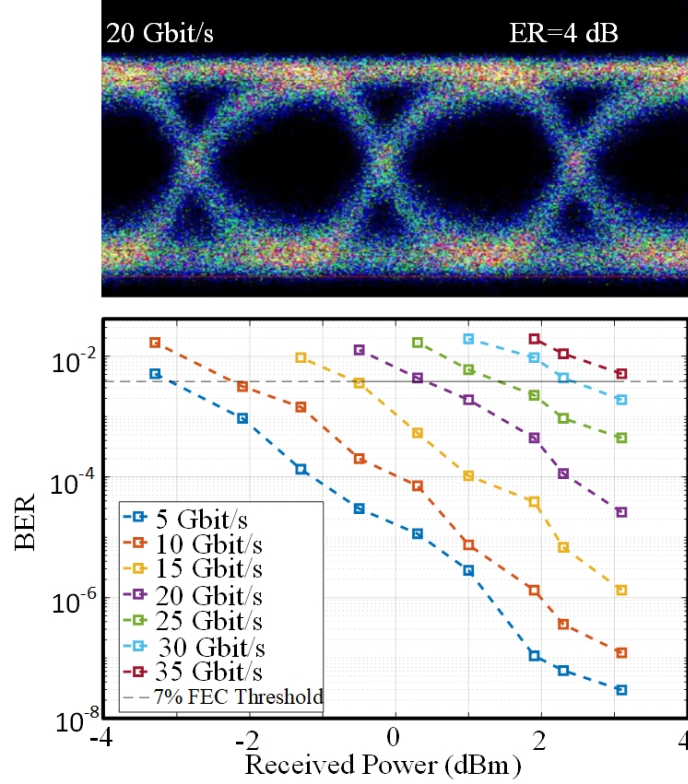 20 Gbit/s ER=4 dB
10⁻²
10⁻⁴
10⁻⁶
10⁻⁸
BER
5 Gbit/s
10 Gbit/s
15 Gbit/s
20 Gbit/s
25 Gbit/s
30 Gbit/s
35 Gbit/s
7% FEC Threshold
-4 -2 0 2 4
Received Power (dBm)